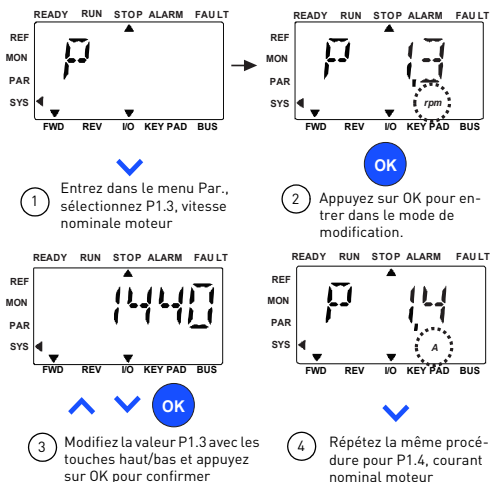 READY RUN STOP ALARM FAULT
REF
MON
PAR
SYS
P
FWD REV I/O KEYPAD BUS
READY RUN STOP ALARM FAULT
REF
MON
PAR
SYS
P 1,3
rpm
FWD REV I/O KEYPAD BUS
1 Entrez dans le menu Par.,
sélectionnez P1.3, vitesse
nominale moteur
OK
2 Appuyez sur OK pour en-
trer dans le mode de
modification.
READY RUN STOP ALARM FAULT
REF
MON
PAR
SYS
1440
FWD REV I/O KEYPAD BUS
READY RUN STOP ALARM FAULT
REF
MON
PAR
SYS
P 1,4
A
FWD REV I/O KEYPAD BUS
OK
3 Modifiez la valeur P1.3 avec les
touches haut/bas et appuyez
sur OK pour confirmer
4 Répétez la même procé-
dure pour P1.4, courant
nominal moteur